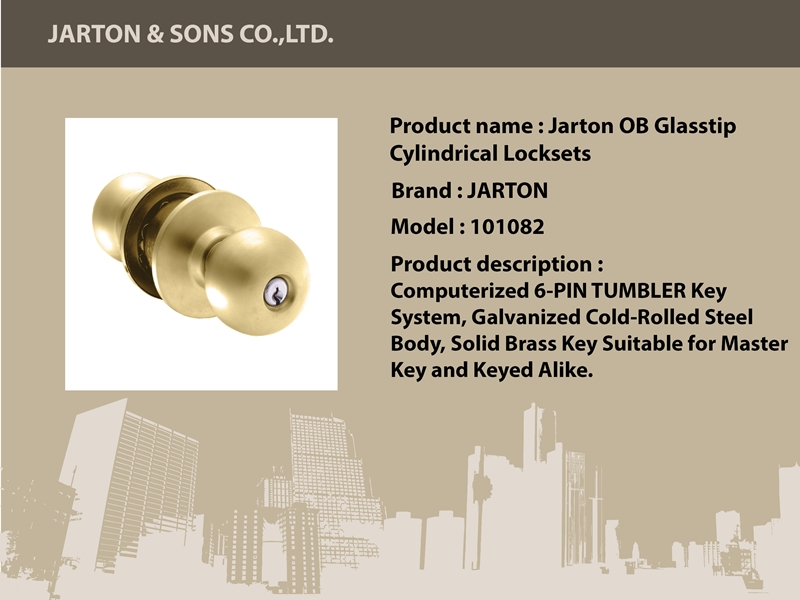 JARTON & SONS CO.,LTD.
Product name : Jarton OB Glasstip
Cylindrical Locksets
Brand : JARTON
Model : 101082
Product description :
Computerized 6-PIN TUMBLER Key
System, Galvanized Cold-Rolled Steel
Body, Solid Brass Key Suitable for Master
Key and Keyed Alike.